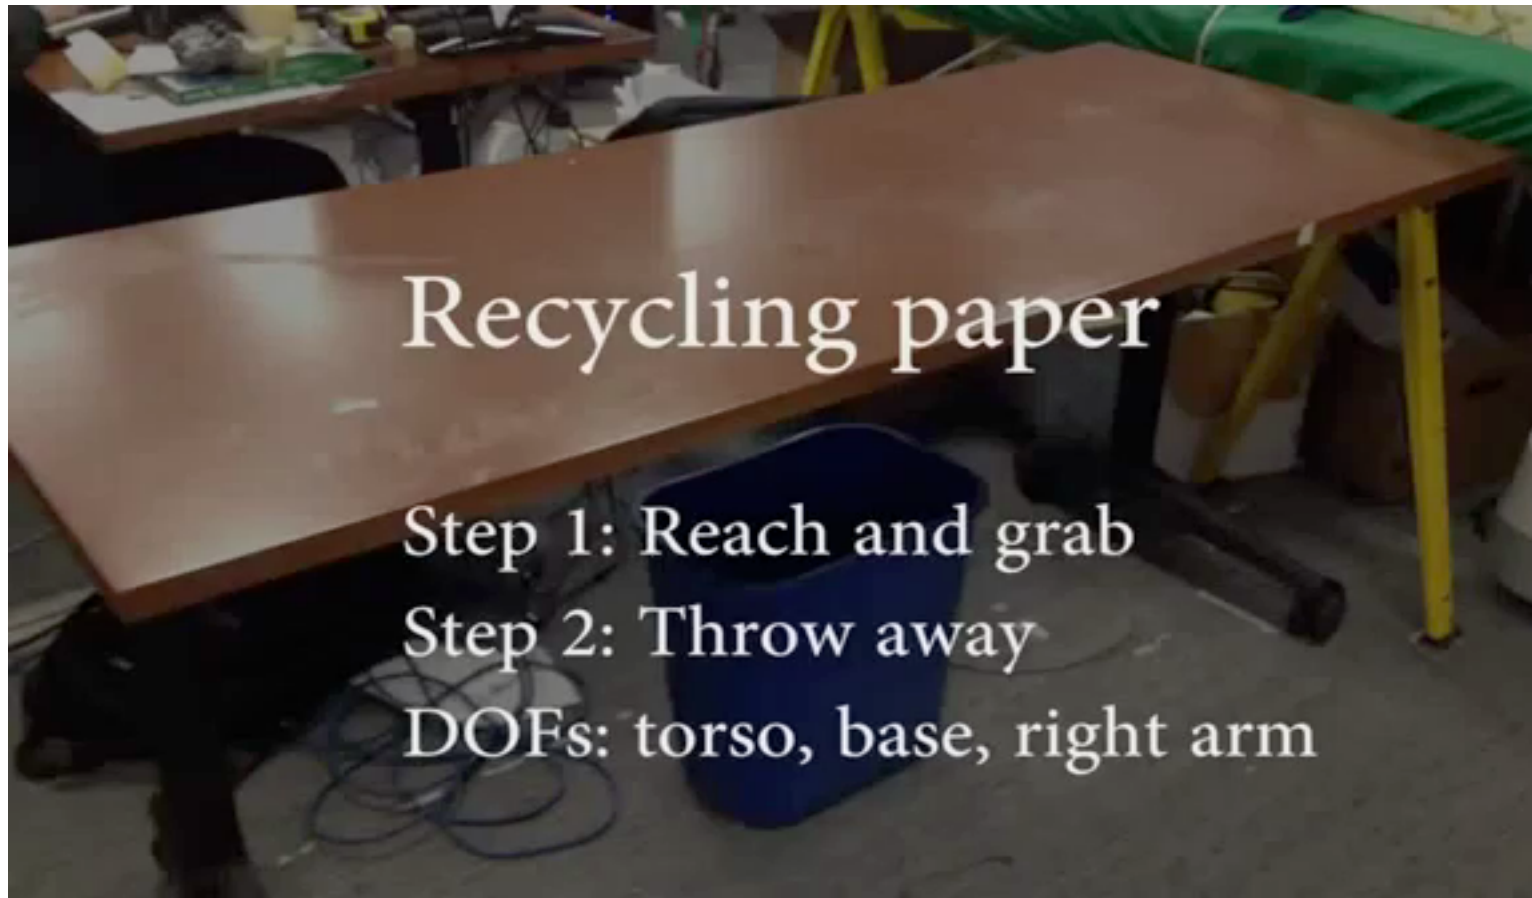 Recycling paper
Step 1: Reach and grab
Step 2: Throw away
DOFs: torso, base, right arm